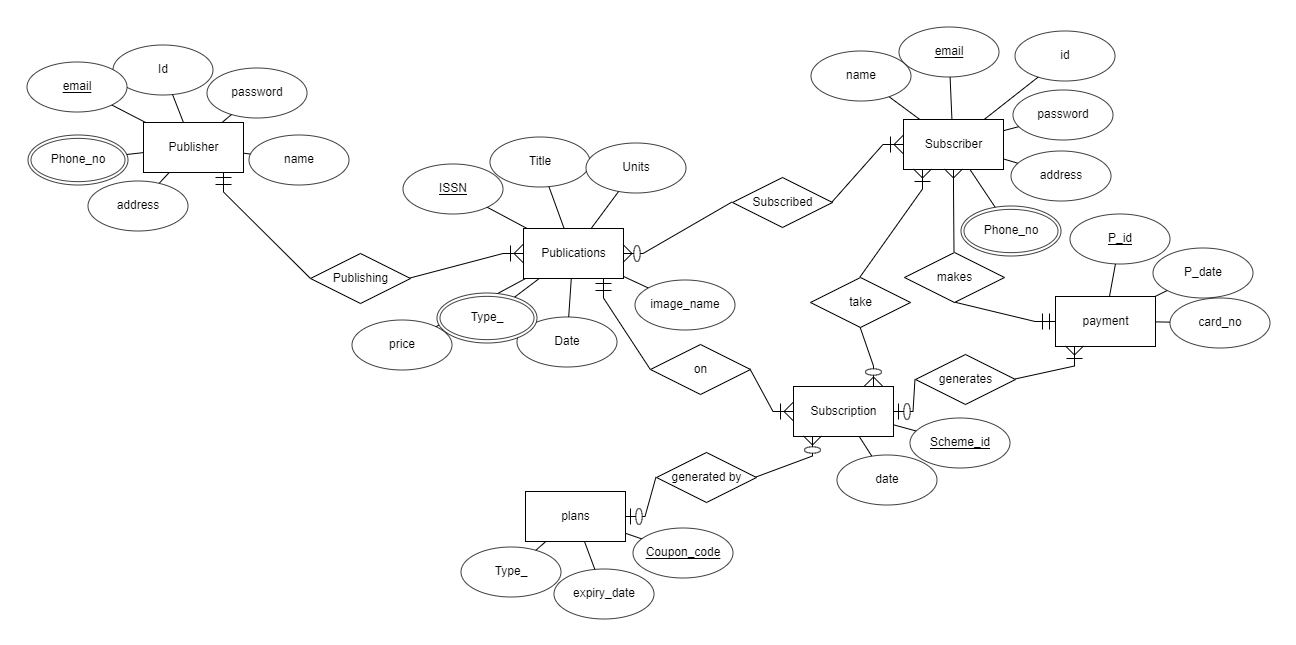 email
Id
password
Publisher
Phone_no
name
address
Publishing
ISSN
Title
Units
Publications
price
Type_
Date
image_name
Subscribed
name
email
id
password
Subscriber
address
Phone_no
take
makes
P_id
P_date
payment
card_no
on
generates
Subscription
Scheme_id
date
generated by
plans
Coupon_code
Type_
expiry_date